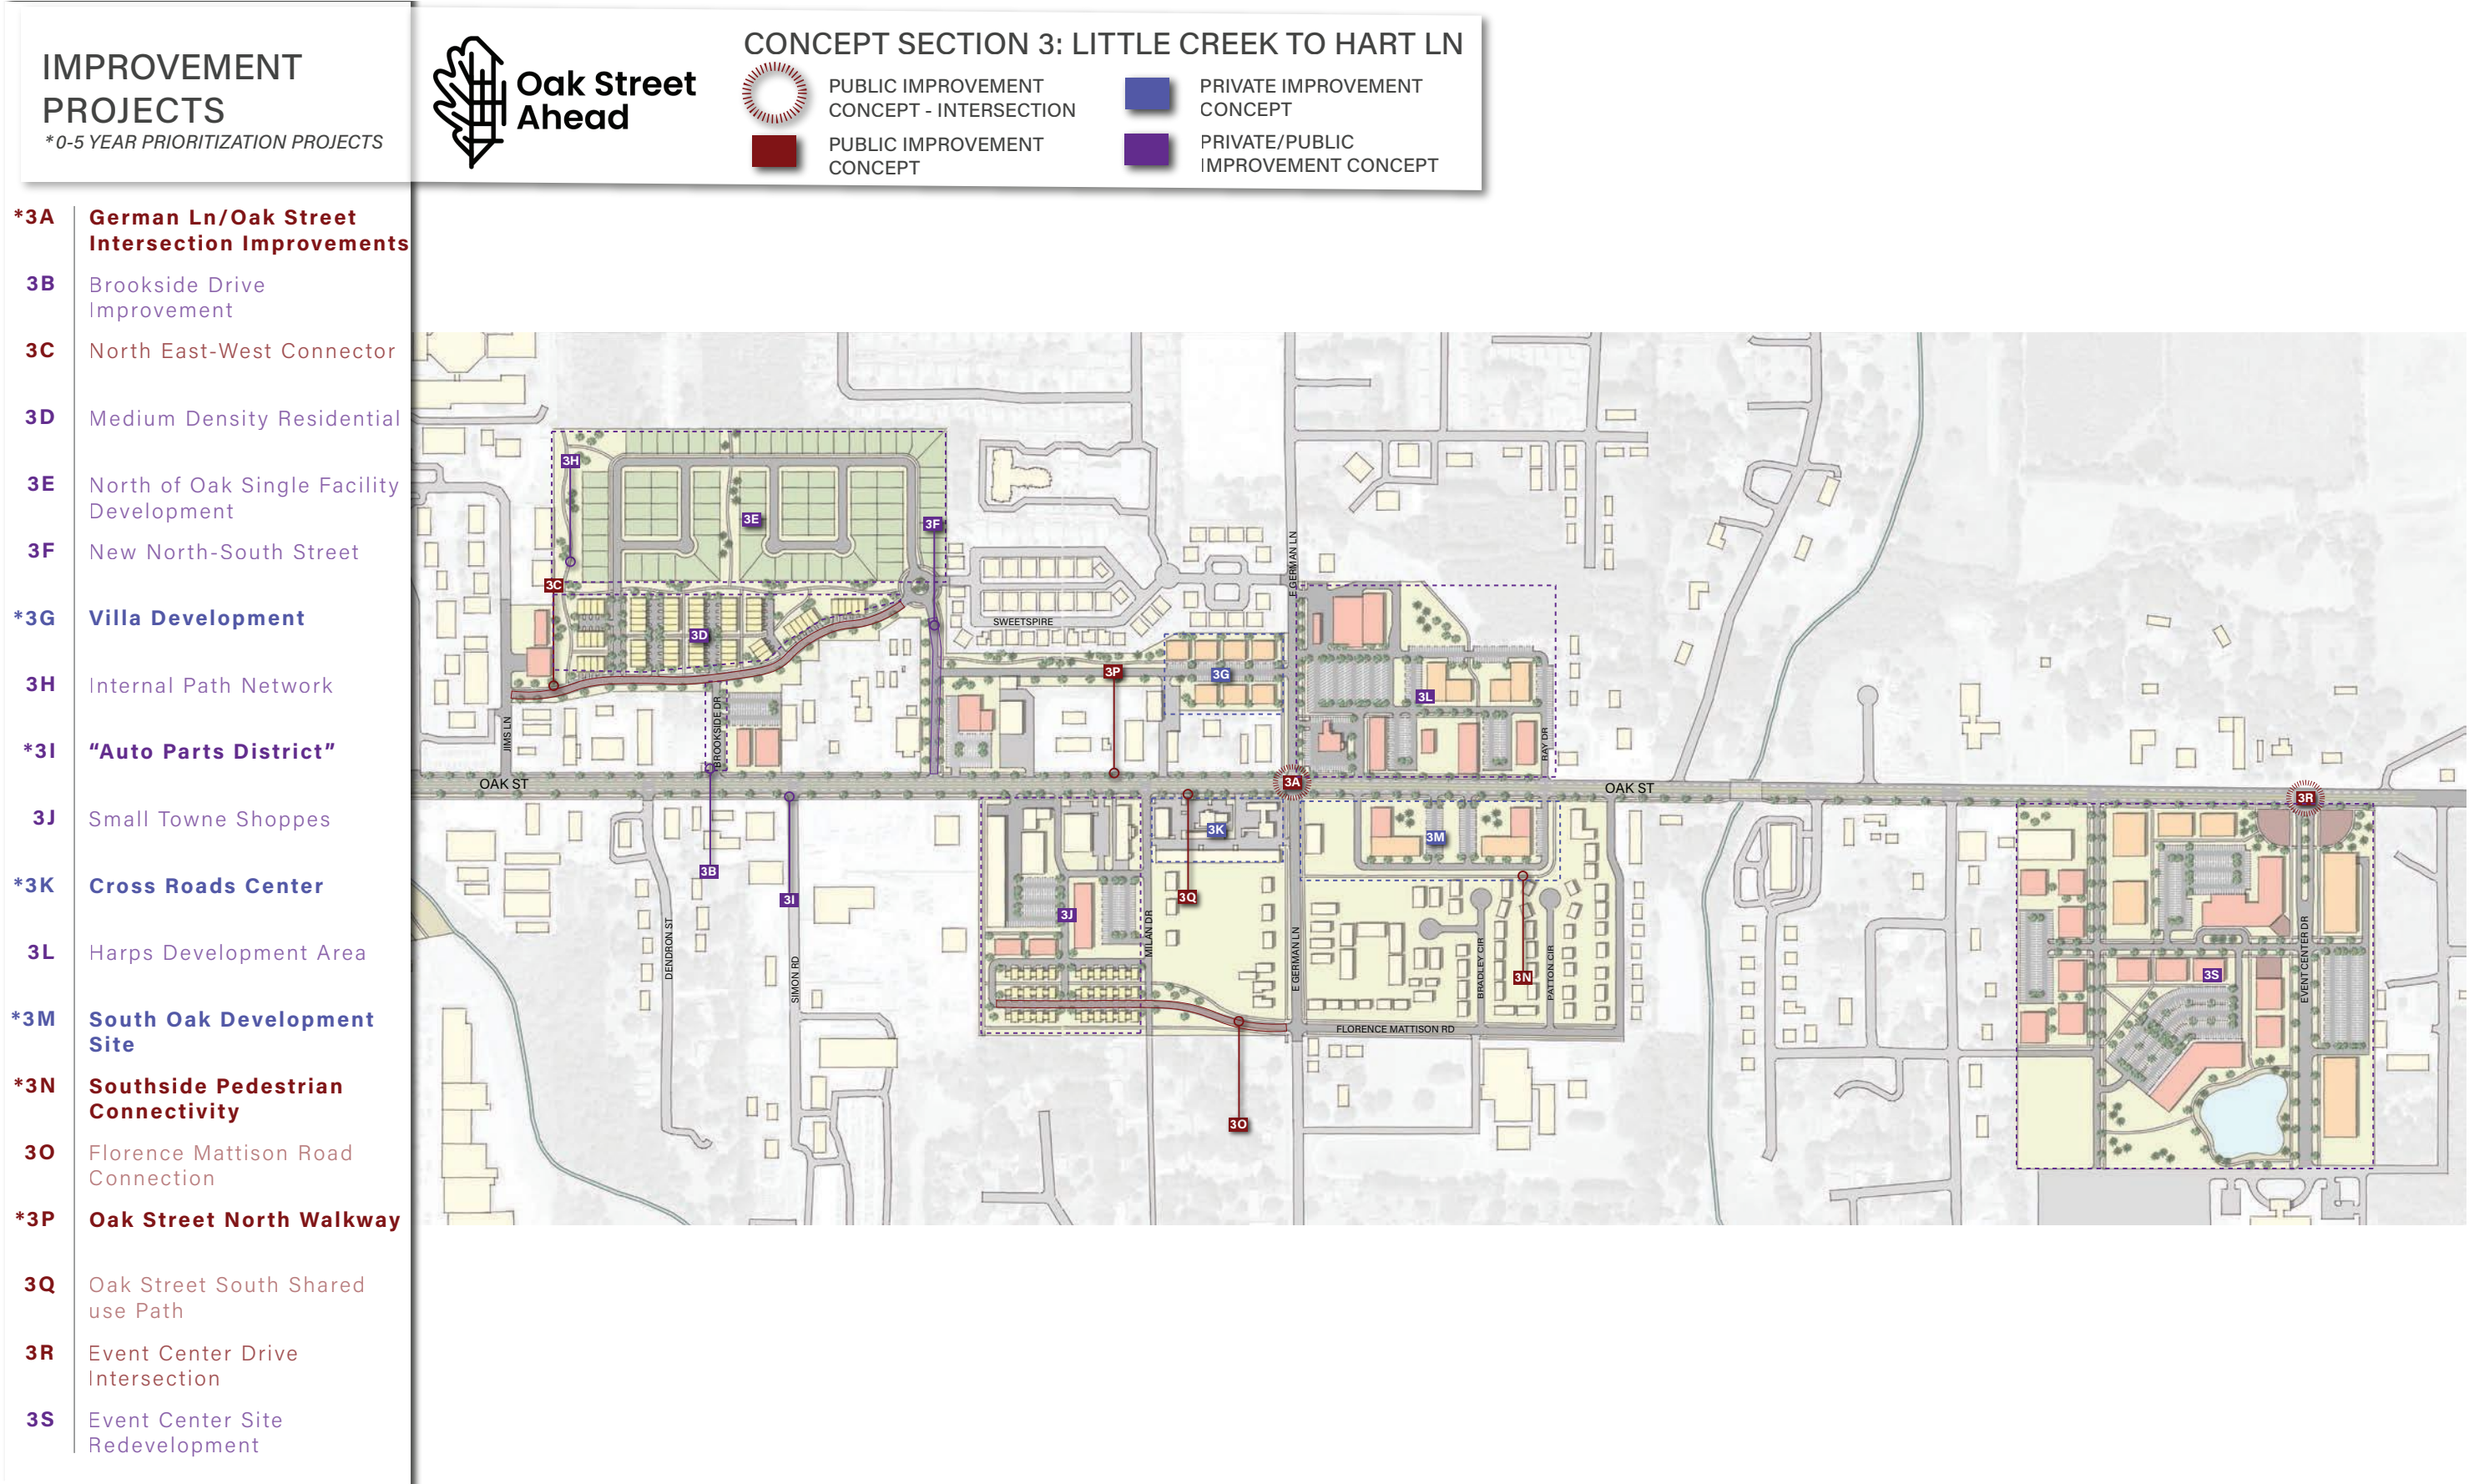 IMPROVEMENT
PROJECTS
*0-5 YEAR PRIORITIZATION PROJECTS
Oak Street
Ahead
CONCEPT SECTION 3: LITTLE CREEK TO HART LN
PUBLIC IMPROVEMENT
CONCEPT - INTERSECTION
PUBLIC IMPROVEMENT
CONCEPT
PRIVATE IMPROVEMENT
CONCEPT
PRIVATE/PUBLIC
IMPROVEMENT CONCEPT
*3A German Ln/Oak Street
Intersection Improvements
3B Brookside Drive
Improvement
3C North East-West Connector
3D Medium Density Residential
3E North of Oak Single Facility
Development
3F New North-South Street
*3G Villa Development
3H Internal Path Network
*3I “Auto Parts District”
3J Small Towne Shoppes
*3K Cross Roads Center
3L Harps Development Area
*3M South Oak Development
Site
*3N Southside Pedestrian
Connectivity
3O Florence Mattison Road
Connection
*3P Oak Street North Walkway
3Q Oak Street South Shared
use Path
3R Event Center Drive
Intersection
3S Event Center Site
Redevelopment
3H
3E
3F
3C
3D
E GERMAN LN
SWEETSPIRE
3P
3G
3L
JIMS LN
BROOKSIDE DR
RAY DR
OAK ST
3A
OAK ST
3R
3K
3M
3B
3I
3Q
3J
DENDRON ST
SIMON RD
MILAN DR
E GERMAN LN
BRADLEY CIR
3N
PATTON CIR
EVENT CENTER DR
3S
FLORENCE MATTISON RD
3O